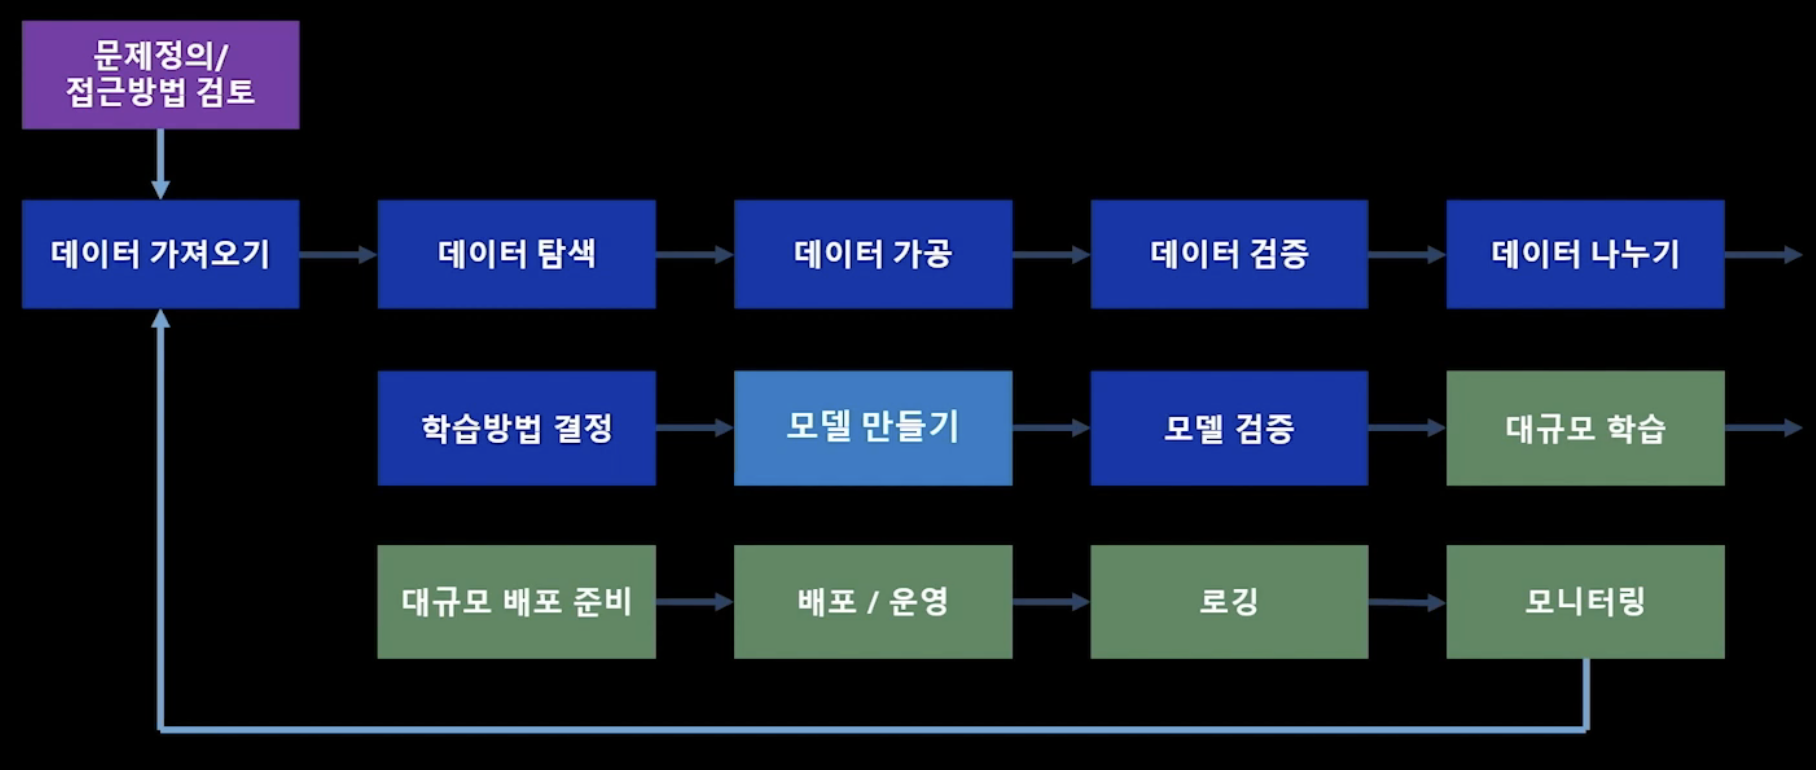 문제정의/
접근방법 검토
데이터 가져오기
데이터 탐색
데이터 가공
데이터 검증
데이터 나누기
학습방법 결정
모델 만들기
모델 검증
대규모 학습
대규모 배포 준비
배포 / 운영
로깅
모니터링